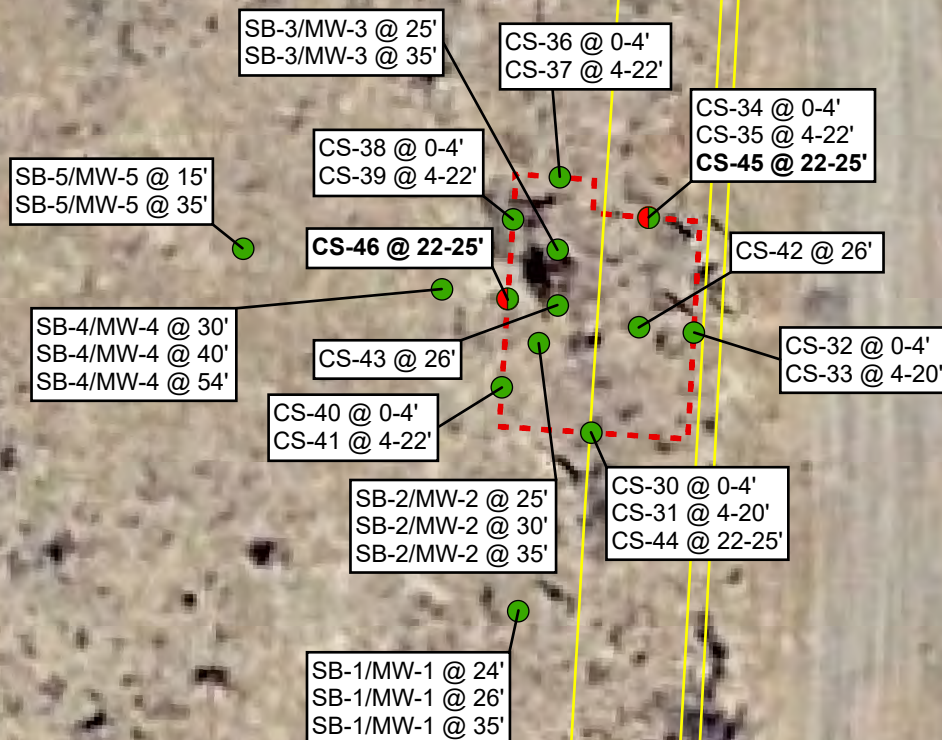 SB-3/MW-3 @ 25'
SB-3/MW-3 @ 35'
CS-36 @ 0-4'
CS-37 @ 4-22'
CS-34 @ 0-4'
CS-35 @ 4-22'
CS-45 @ 22-25'
CS-38 @ 0-4'
CS-39 @ 4-22'
SB-5/MW-5 @ 15'
SB-5/MW-5 @ 35'
CS-46 @ 22-25'
CS-42 @ 26'
SB-4/MW-4 @ 30'
SB-4/MW-4 @ 40'
SB-4/MW-4 @ 54'
CS-43 @ 26'
CS-32 @ 0-4'
CS-33 @ 4-20'
CS-40 @ 0-4'
CS-41 @ 4-22'
SB-2/MW-2 @ 25'
SB-2/MW-2 @ 30'
SB-2/MW-2 @ 35'
CS-30 @ 0-4'
CS-31 @ 4-20'
CS-44 @ 22-25'
SB-1/MW-1 @ 24'
SB-1/MW-1 @ 26'
SB-1/MW-1 @ 35'